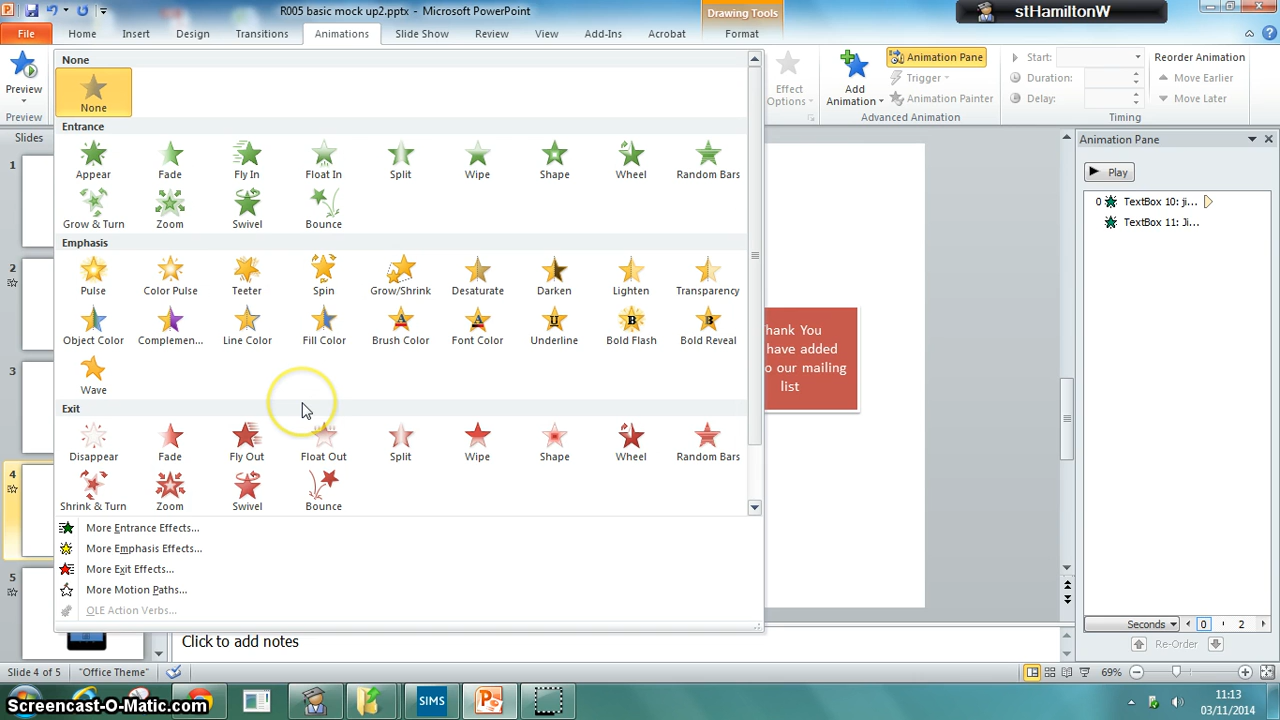 R005 basic mock up2.pptx - Microsoft PowerPoint
Drawing Tools
stHamiltonW
File Home Insert Design Transitions Animations Slide Show Review View Add-Ins Acrobat Format
Preview
Preview
None
None
Entrance
Appear Fade Fly In Float In Split Wipe Shape Wheel Random Bars
Grow & Turn Zoom Swivel Bounce
Emphasis
Pulse Color Pulse Teeter Spin Grow/Shrink Desaturate Darken Lighten Transparency
Object Color Complemen... Line Color Fill Color Brush Color Font Color Underline Bold Flash Bold Reveal
Wave
Exit
Disappear Fade Fly Out Float Out Split Wipe Shape Wheel Random Bars
Shrink & Turn Zoom Swivel Bounce
More Entrance Effects...
More Emphasis Effects...
More Exit Effects...
More Motion Paths...
OLE Action Verbs...
Effect Options
Add Animation
Animation Pane
Trigger
Animation Painter
Advanced Animation
Start:
Duration:
Delay:
Reorder Animation
Move Earlier
Move Later
Timing
Slides
1
2
3
4
5
hank You
have added
o our mailing
list
Animation Pane
Play
0 TextBox 10: ji...
TextBox 11: Ji...
Seconds 0 2
Re-Order
Click to add notes
Slide 4 of 5 "Office Theme" 69%
SIMS
Screencast-O-Matic.com
11:13
03/11/2014